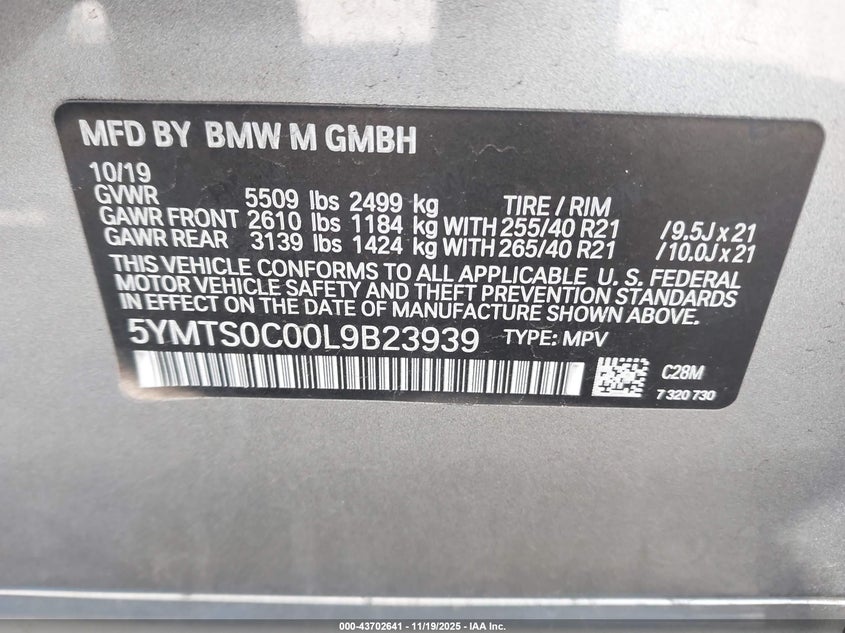 MFD BY BMW M GMBH
10/19
GVWR 5509 lbs 2499 kg TIRE / RIM
GAWR FRONT 2610 lbs 1184 kg WITH 255/40 R21 / 9.5J x 21
GAWR REAR 3139 lbs 1424 kg WITH 265/40 R21 / 10.0J x 21
THIS VEHICLE CONFORMS TO ALL APPLICABLE U. S. FEDERAL
MOTOR VEHICLE SAFETY AND THEFT PREVENTION STANDARDS
IN EFFECT ON THE DATE OF MANUFACTURE SHOWN ABOVE.
5YMTS0C00L9B23939 TYPE: MPV
C28M
7 320 730
000-43702641 - 11/19/2025 - IAA Inc.